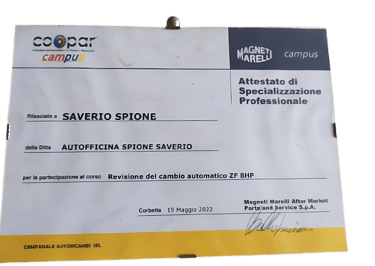 coopar
campus
MAGNETI
MARELLI
campus
Attestato di
Specializzazione
Professionale
Rilasciato a SAVERIO SPIONE
della Ditta AUTOFFICINA SPIONE SAVERIO
per la partecipazione al corso Revisione del cambio automatico ZF 8HP
Corbetta 19 Maggio 2022
Magneti Marelli After Market
Parts and Service S.p.A.
CAMPANALE AUTORICAMBI SRL